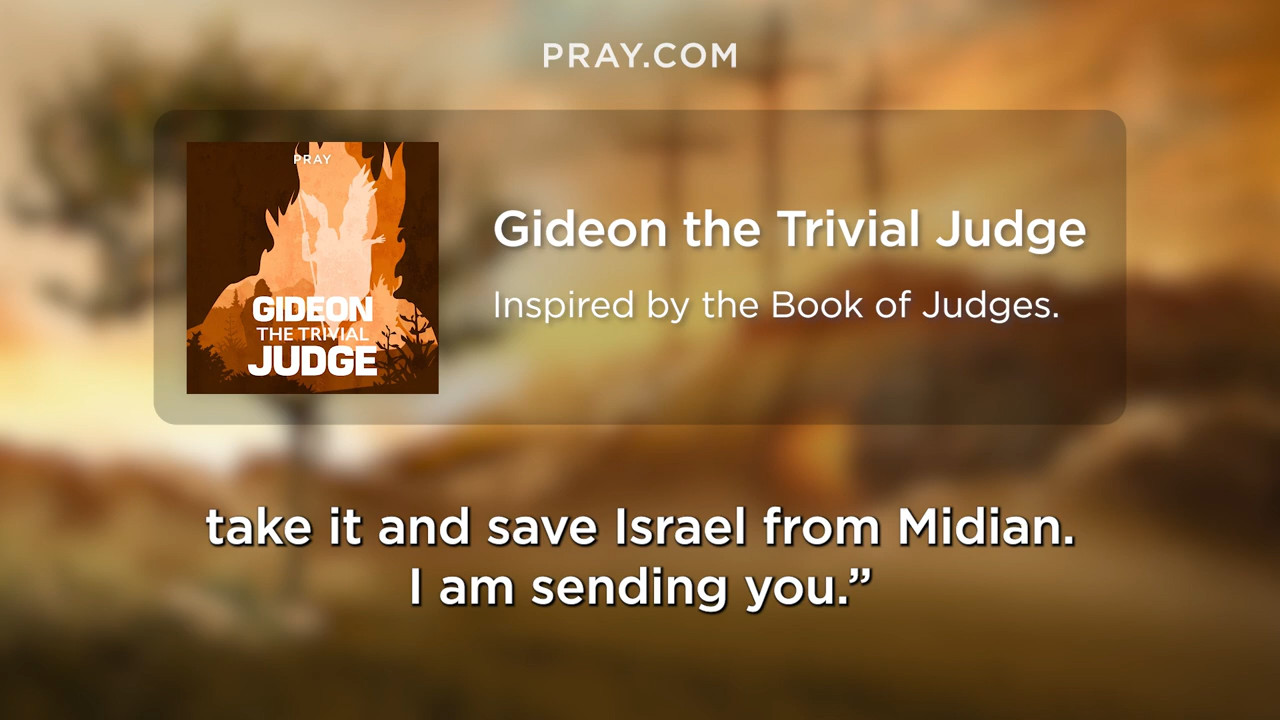 PRAY.COM
PRAY
GIDEON
THE TRIVIAL
JUDGE
Gideon the Trivial Judge
Inspired by the Book of Judges.
take it and save Israel from Midian.
I am sending you.”